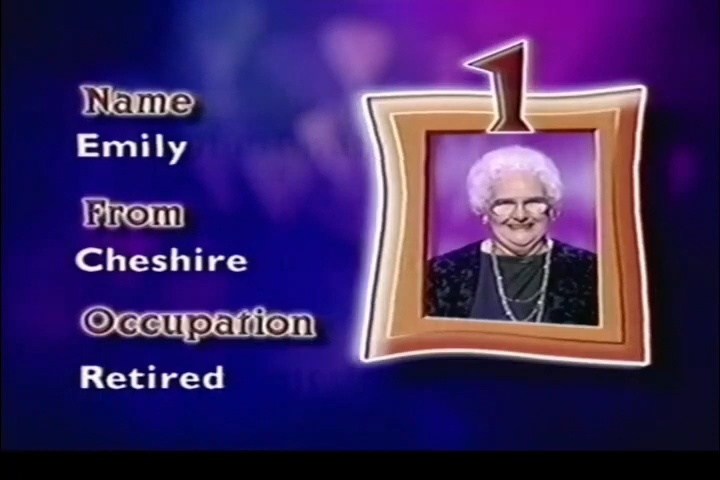 Name
Emily
From
Cheshire
Occupation
Retired
1